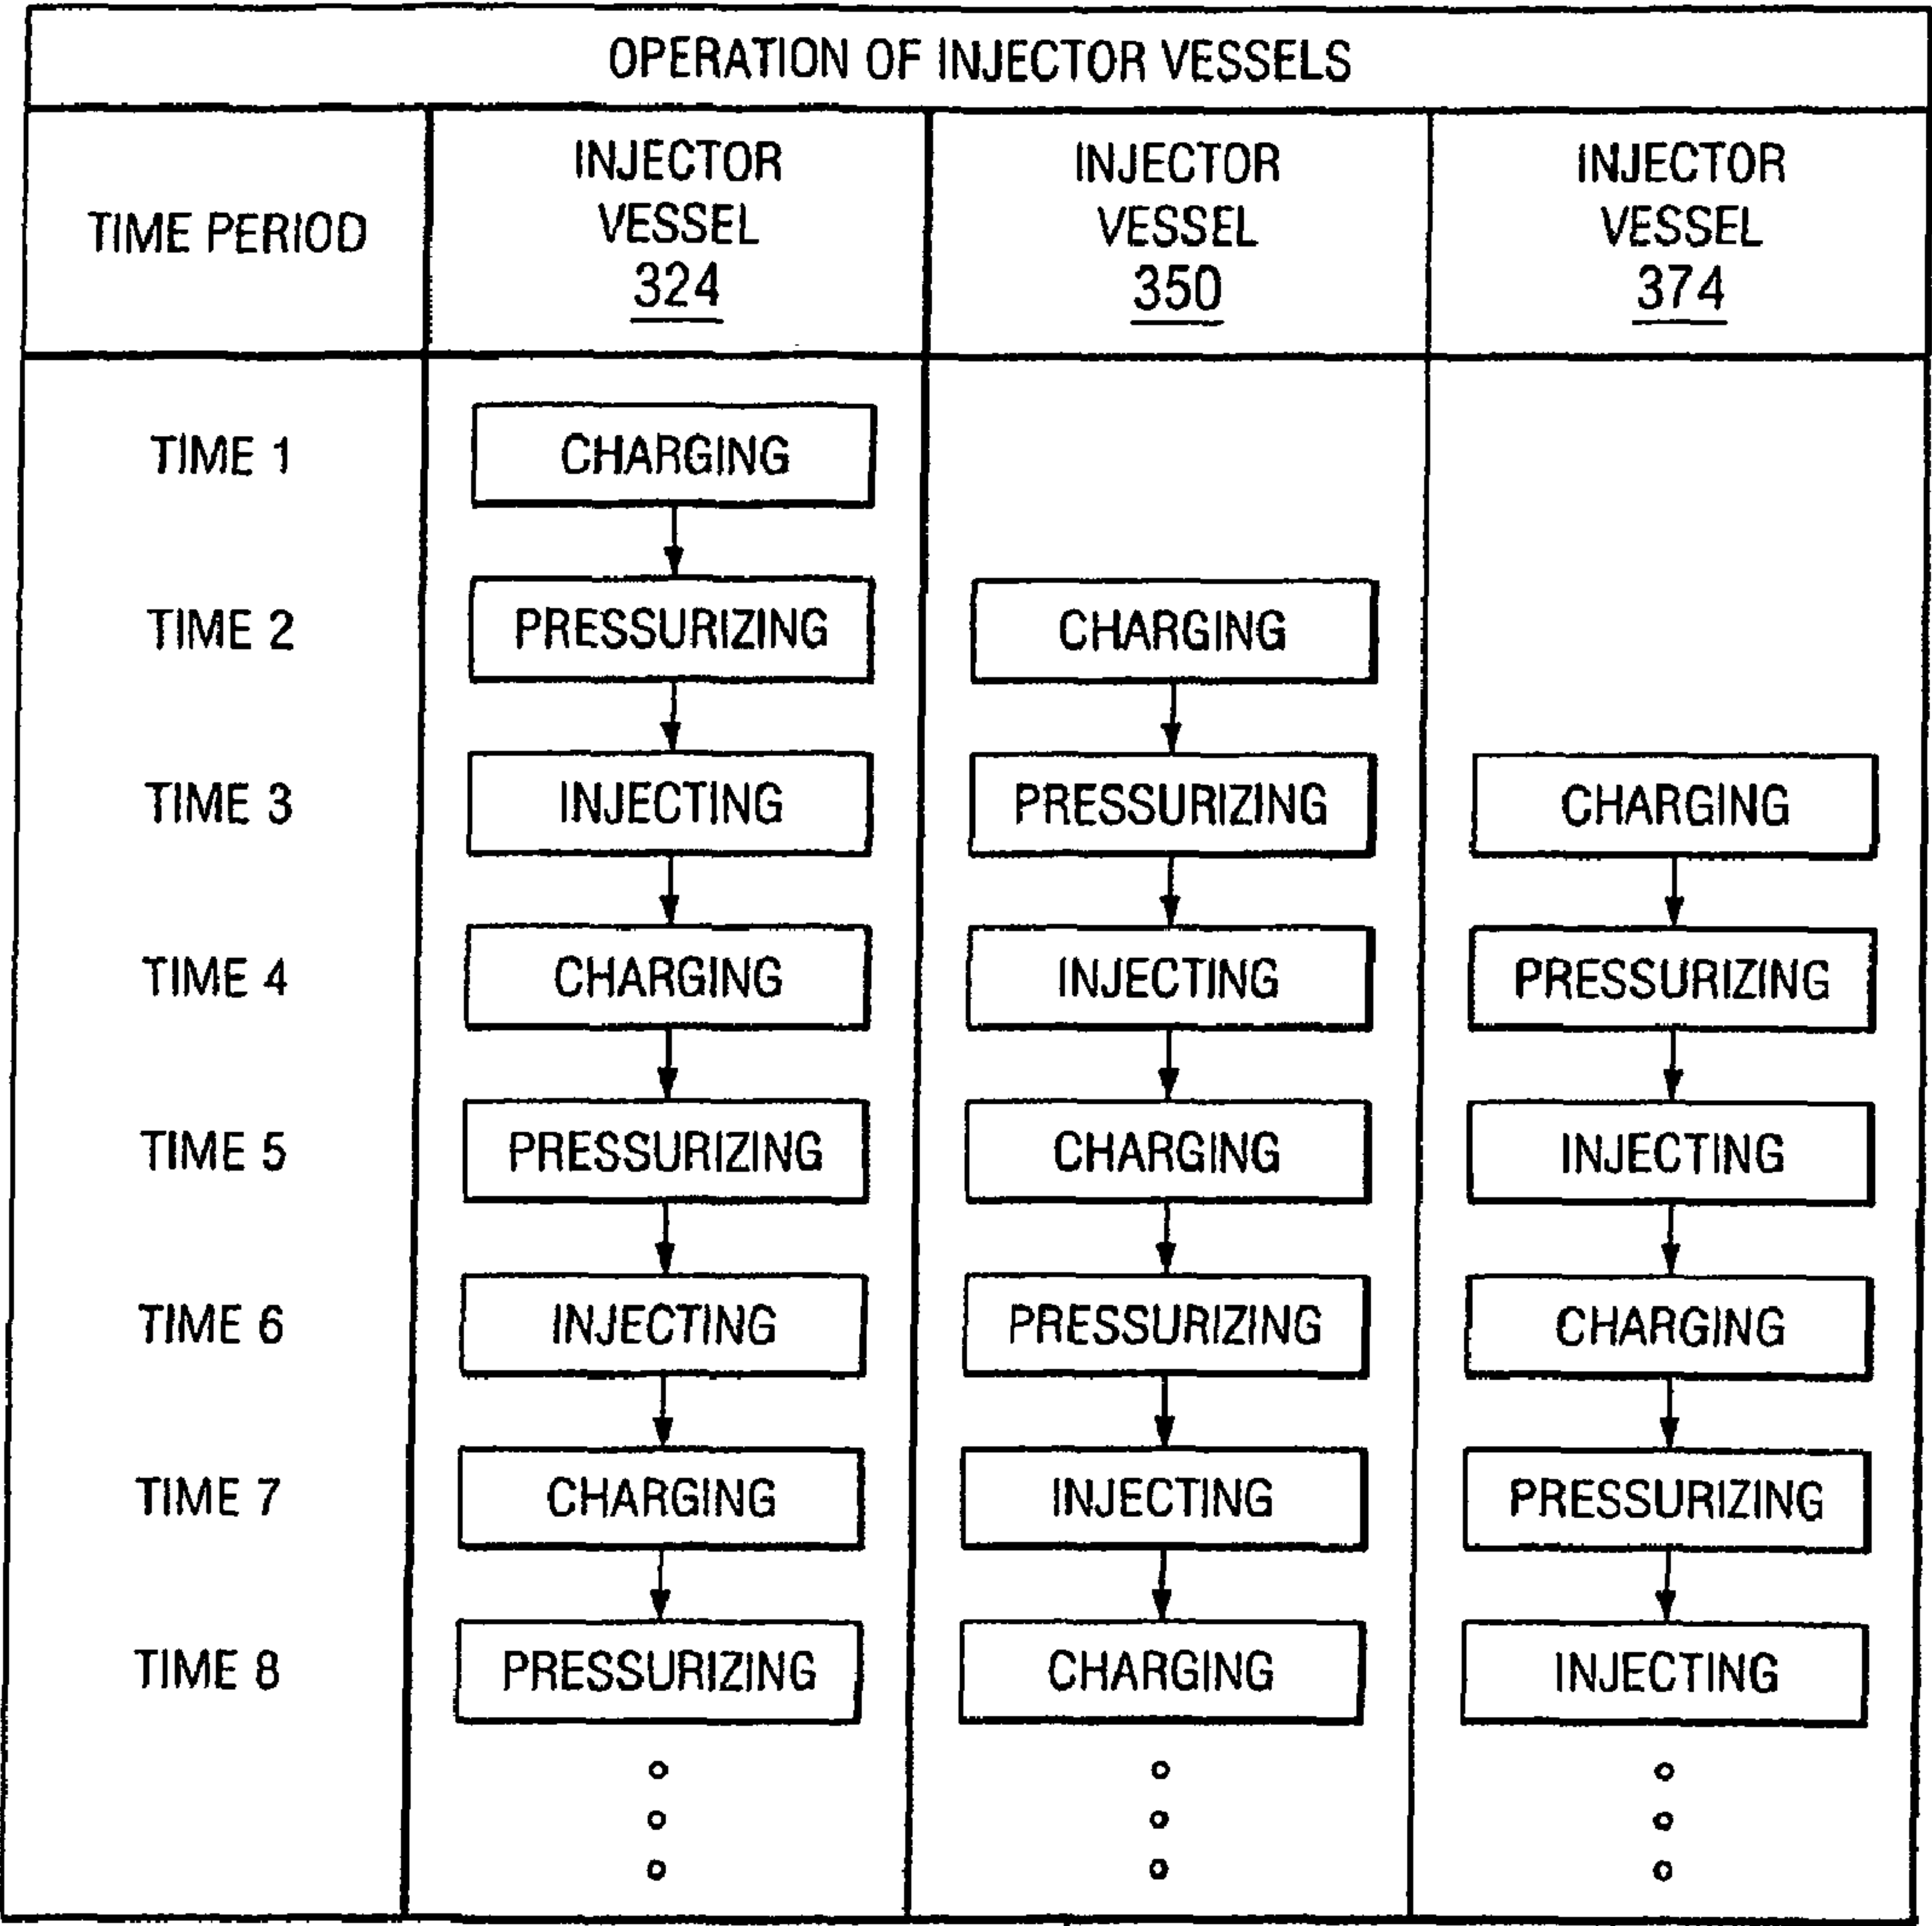 OPERATION OF INJECTOR VESSELS
TIME PERIOD
INJECTOR
VESSEL
324
INJECTOR
VESSEL
350
INJECTOR
VESSEL
374
TIME 1
CHARGING
TIME 2
PRESSURIZING
CHARGING
TIME 3
INJECTING
PRESSURIZING
CHARGING
TIME 4
CHARGING
INJECTING
PRESSURIZING
TIME 5
PRESSURIZING
CHARGING
INJECTING
TIME 6
INJECTING
PRESSURIZING
CHARGING
TIME 7
CHARGING
INJECTING
PRESSURIZING
TIME 8
PRESSURIZING
CHARGING
INJECTING